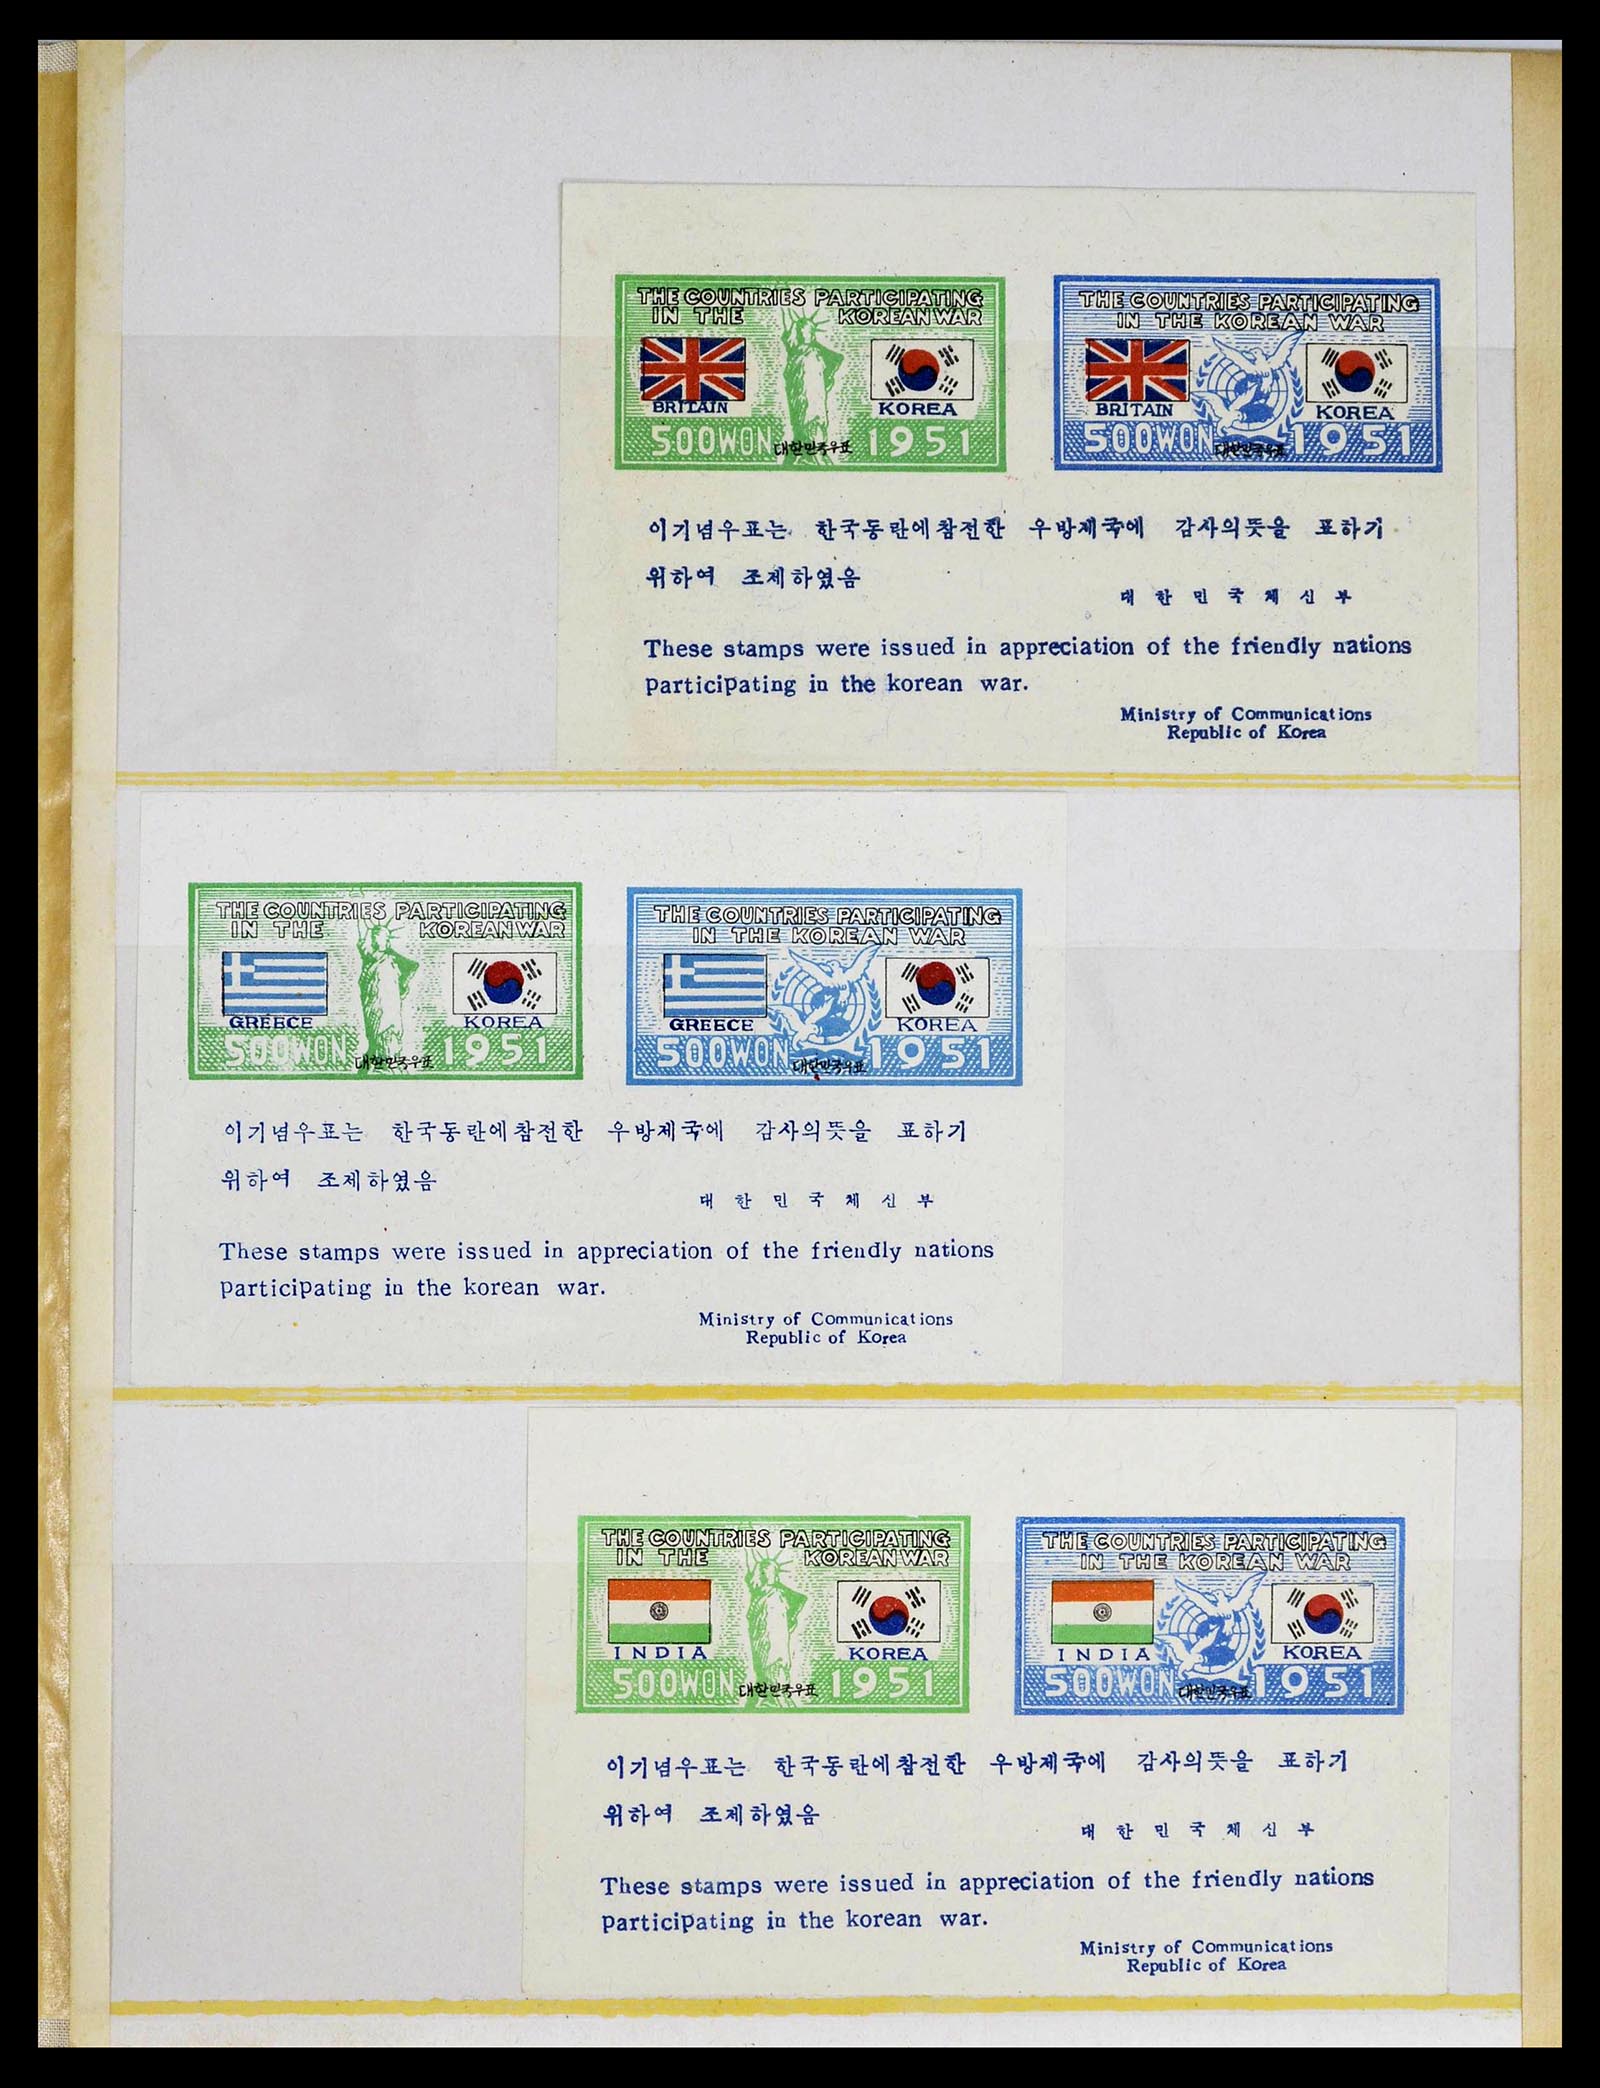 THE COUNTRIES PARTICIPATING
IN THE KOREAN WAR
BRITAIN KOREA
500WON 대한민국우표 1951
THE COUNTRIES PARTICIPATING
IN THE KOREAN WAR
BRITAIN KOREA
500WON 대한민국우표 1951
이기념우표는 한국동란에참전한 우방제국에 감사의뜻을 표하기
위하여 조제하였음
대한민국체신부
These stamps were issued in appreciation of the friendly nations
participating in the korean war.
Ministry of Communications
Republic of Korea
THE COUNTRIES PARTICIPATING
IN THE KOREAN WAR
GREECE KOREA
500WON 대한민국우표 1951
THE COUNTRIES PARTICIPATING
IN THE KOREAN WAR
GREECE KOREA
500WON 대한민국우표 1951
이기념우표는 한국동란에참전한 우방제국에 감사의뜻을 표하기
위하여 조제하였음
대한민국체신부
These stamps were issued in appreciation of the friendly nations
participating in the korean war.
Ministry of Communications
Republic of Korea
THE COUNTRIES PARTICIPATING
IN THE KOREAN WAR
INDIA KOREA
500WON 대한민국우표 1951
THE COUNTRIES PARTICIPATING
IN THE KOREAN WAR
INDIA KOREA
500WON 대한민국우표 1951
이기념우표는 한국동란에참전한 우방제국에 감사의뜻을 표하기
위하여 조제하였음
대한민국체신부
These stamps were issued in appreciation of the friendly nations
participating in the korean war.
Ministry of Communications
Republic of Korea